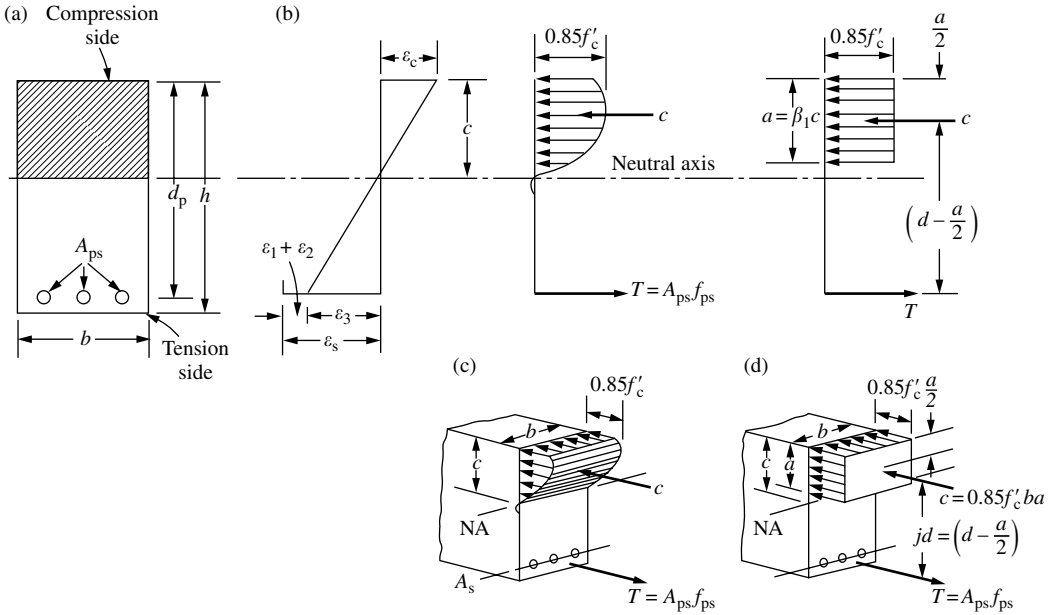 (a)
Compression
side
d_p
h
A_ps
b
Tension
side
(b)
ε_c
c
ε_1 + ε_2
ε_3
ε_s
0.85f′_c
c
Neutral axis
T = A_ps f_ps
0.85f′_c
a/2
a = β_1c
c
(d − a/2)
T
(c)
0.85f′_c
b
c
c
NA
A_s
T = A_ps f_ps
(d)
0.85f′_c
a/2
b
c
a
c = 0.85f′_c ba
NA
jd = (d − a/2)
T = A_ps f_ps